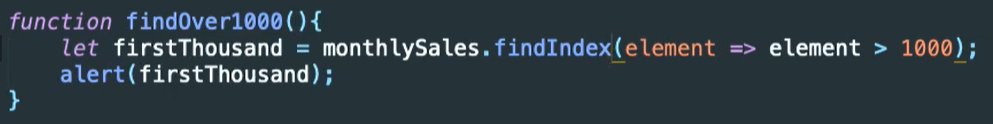 function findOver1000(){
    let firstThousand = monthlySales.findIndex(element => element > 1000);
    alert(firstThousand);
}